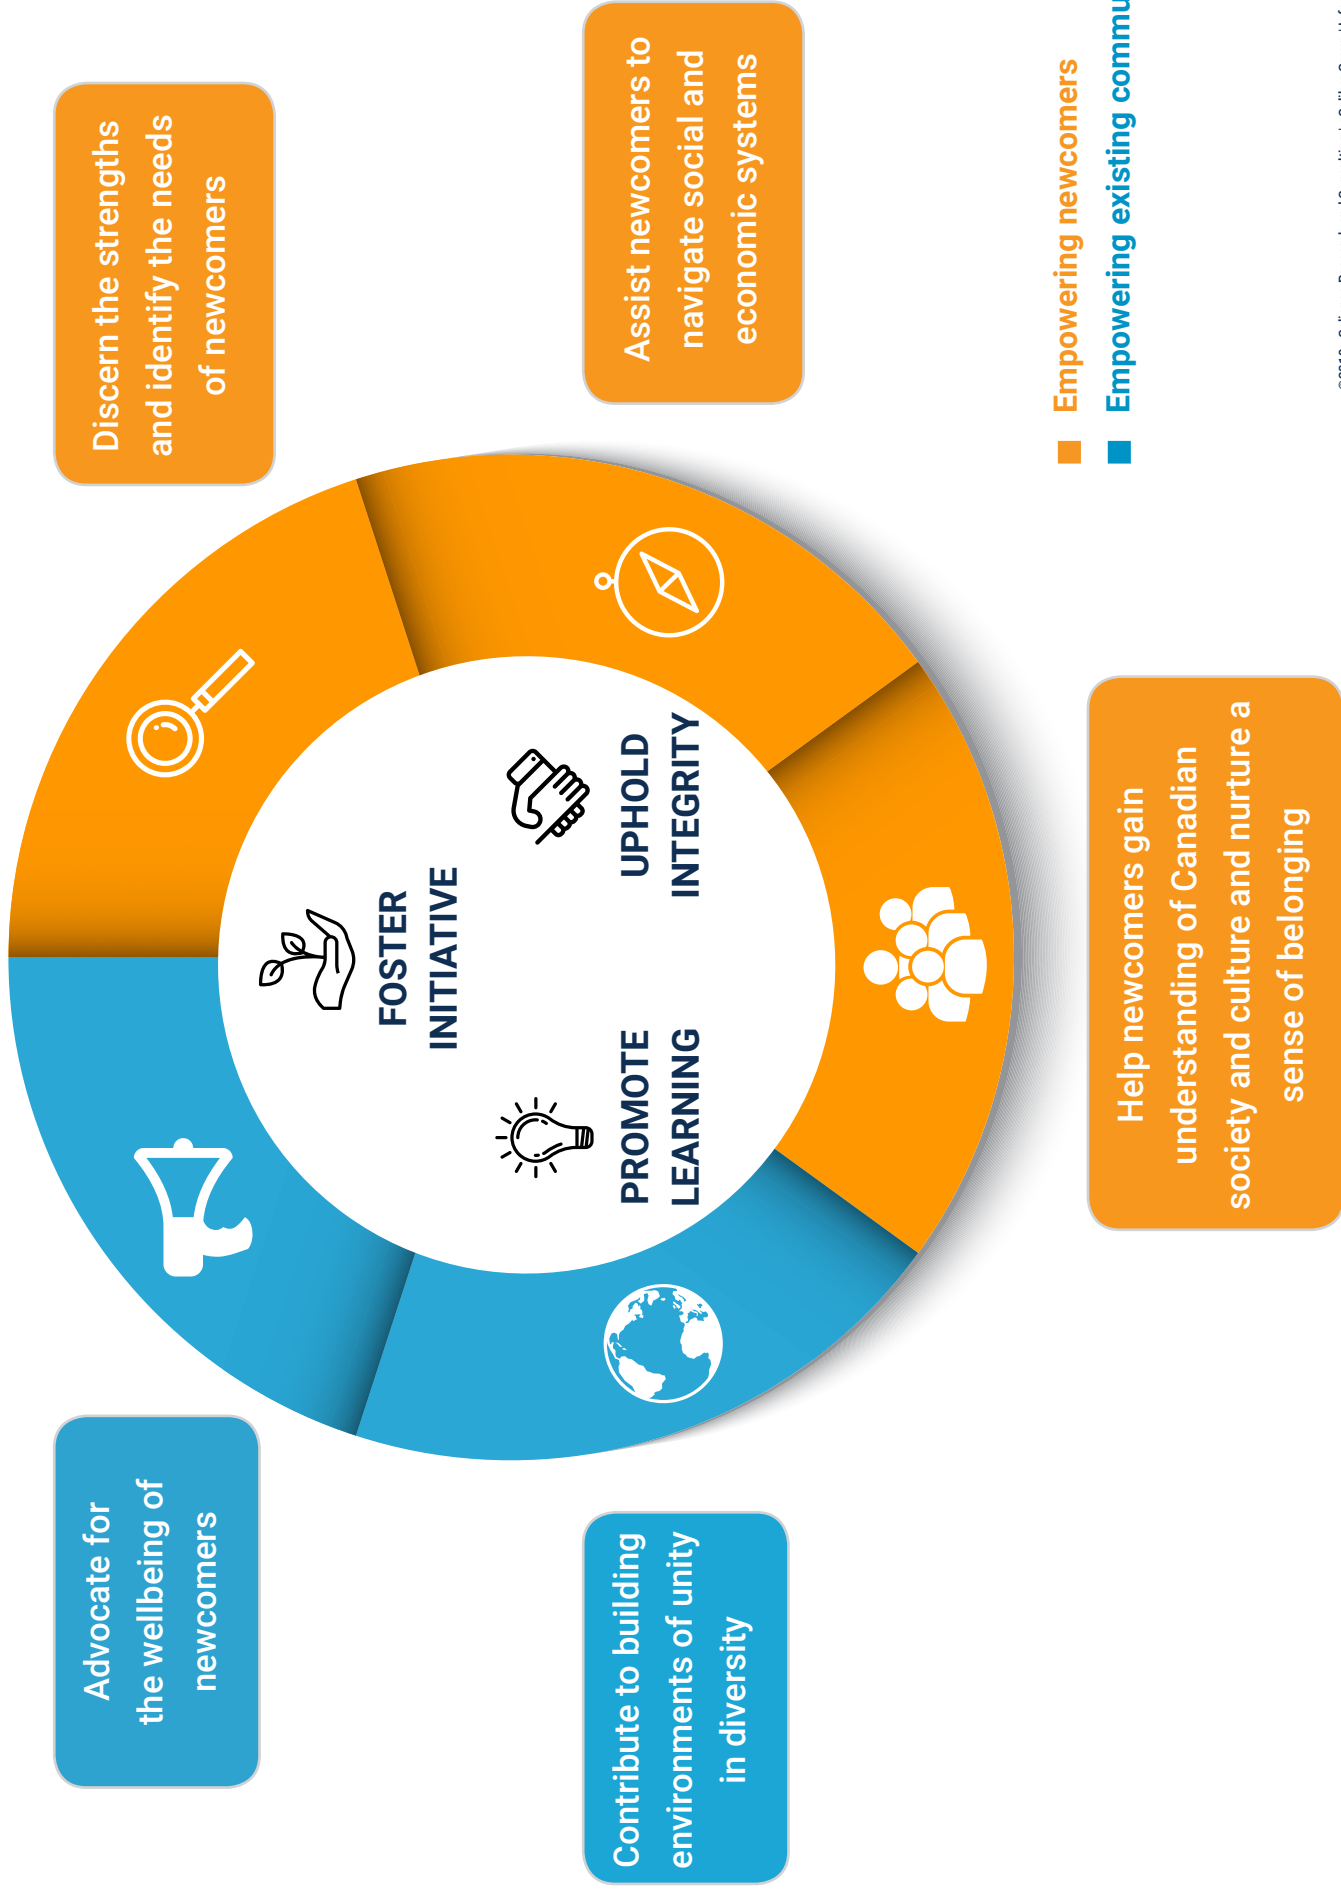 Advocate for
the wellbeing of
newcomers
Discern the strengths
and identify the needs
of newcomers
FOSTER
INITIATIVE
Contribute to building
environments of unity
in diversity
PROMOTE
LEARNING
UPHOLD
INTEGRITY
Assist newcomers to
navigate social and
economic systems
Help newcomers gain
understanding of Canadian
society and culture and nurture a
sense of belonging
Empowering newcomers
Empowering existing